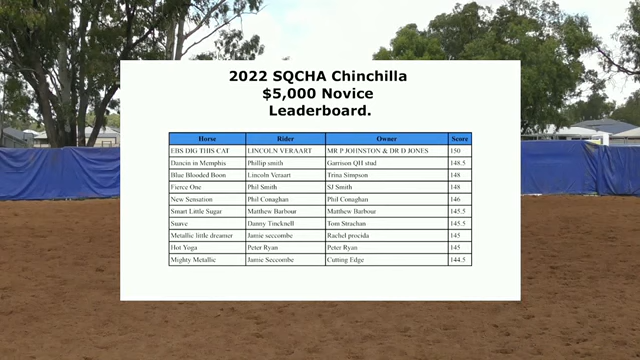 2022 SQCHA Chinchilla
$5,000 Novice
Leaderboard.
Horse Rider Owner Score
EBS DIG THIS CAT LINCOLN VERAART MR P JOHNSTON & DR D JONES 150
Dancin in Memphis Phillip smith Garrison QH stud 148.5
Blue Blooded Boon Lincoln Veraart Trina Simpson 148
Fierce One Phil Smith SJ Smith 148
New Sensation Phil Conaghan Phil Conaghan 146
Smart Little Sugar Matthew Barbour Matthew Barbour 145.5
Suave Danny Tincknell Tom Strachan 145.5
Metallic little dreamer Jamie seccombe Rachel procida 145
Hot Yoga Peter Ryan Peter Ryan 145
Mighty Metallic Jamie Seccombe Cutting Edge 144.5